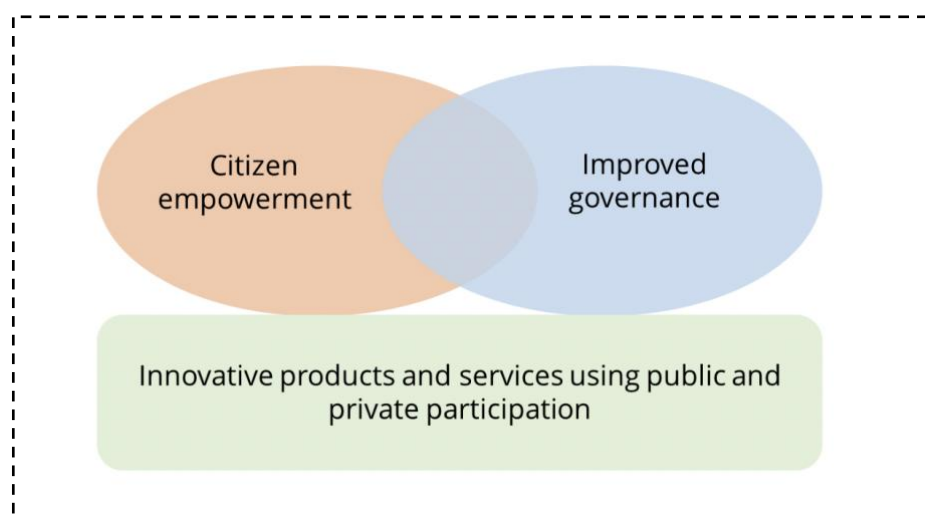 Citizen
empowerment
Improved
governance
Innovative products and services using public and
private participation